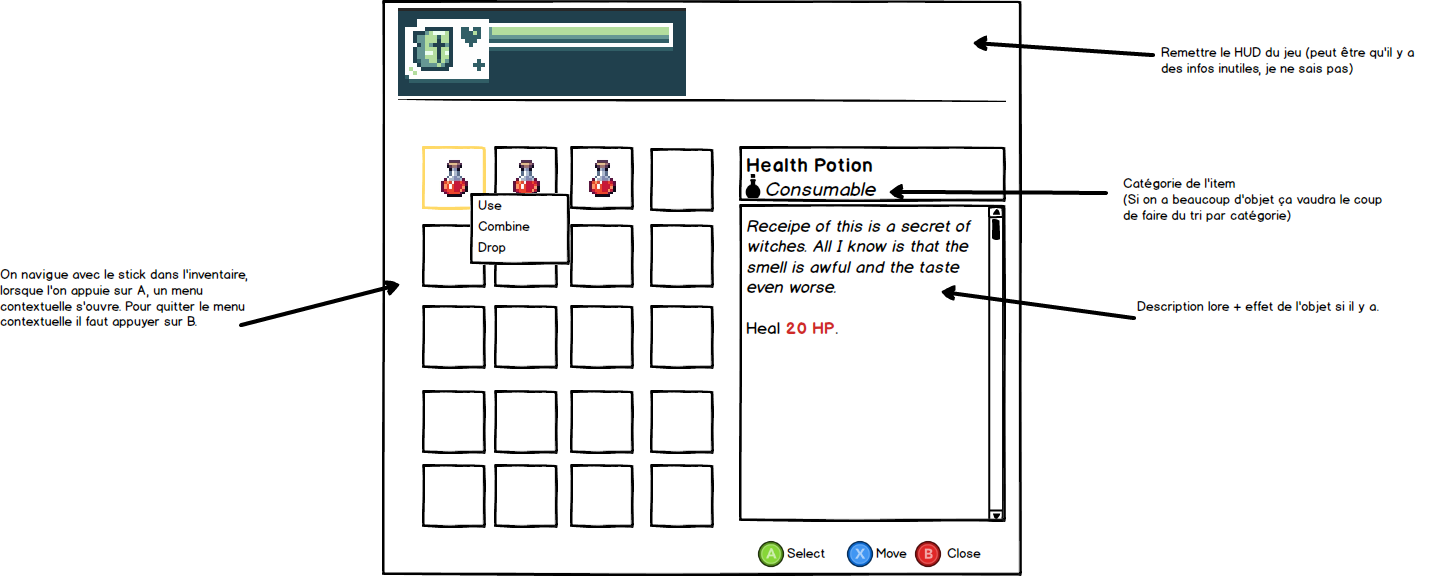 Remettre le HUD du jeu (peut être qu'il y a
des infos inutiles, je ne sais pas)
Health Potion
Consumable
Catégorie de l'item
(Si on a beaucoup d'objet ça vaudra le coup
de faire du tri par catégorie)
Use
Combine
Drop
Receipe of this is a secret of
witches. All I know is that the
smell is awful and the taste
even worse.
Heal 20 HP.
On navigue avec le stick dans l'inventaire,
lorsque l'on appuie sur A, un menu
contextuelle s'ouvre. Pour quitter le menu
contextuelle il faut appuyer sur B.
Description lore + effet de l'objet si il y a.
A Select X Move B Close